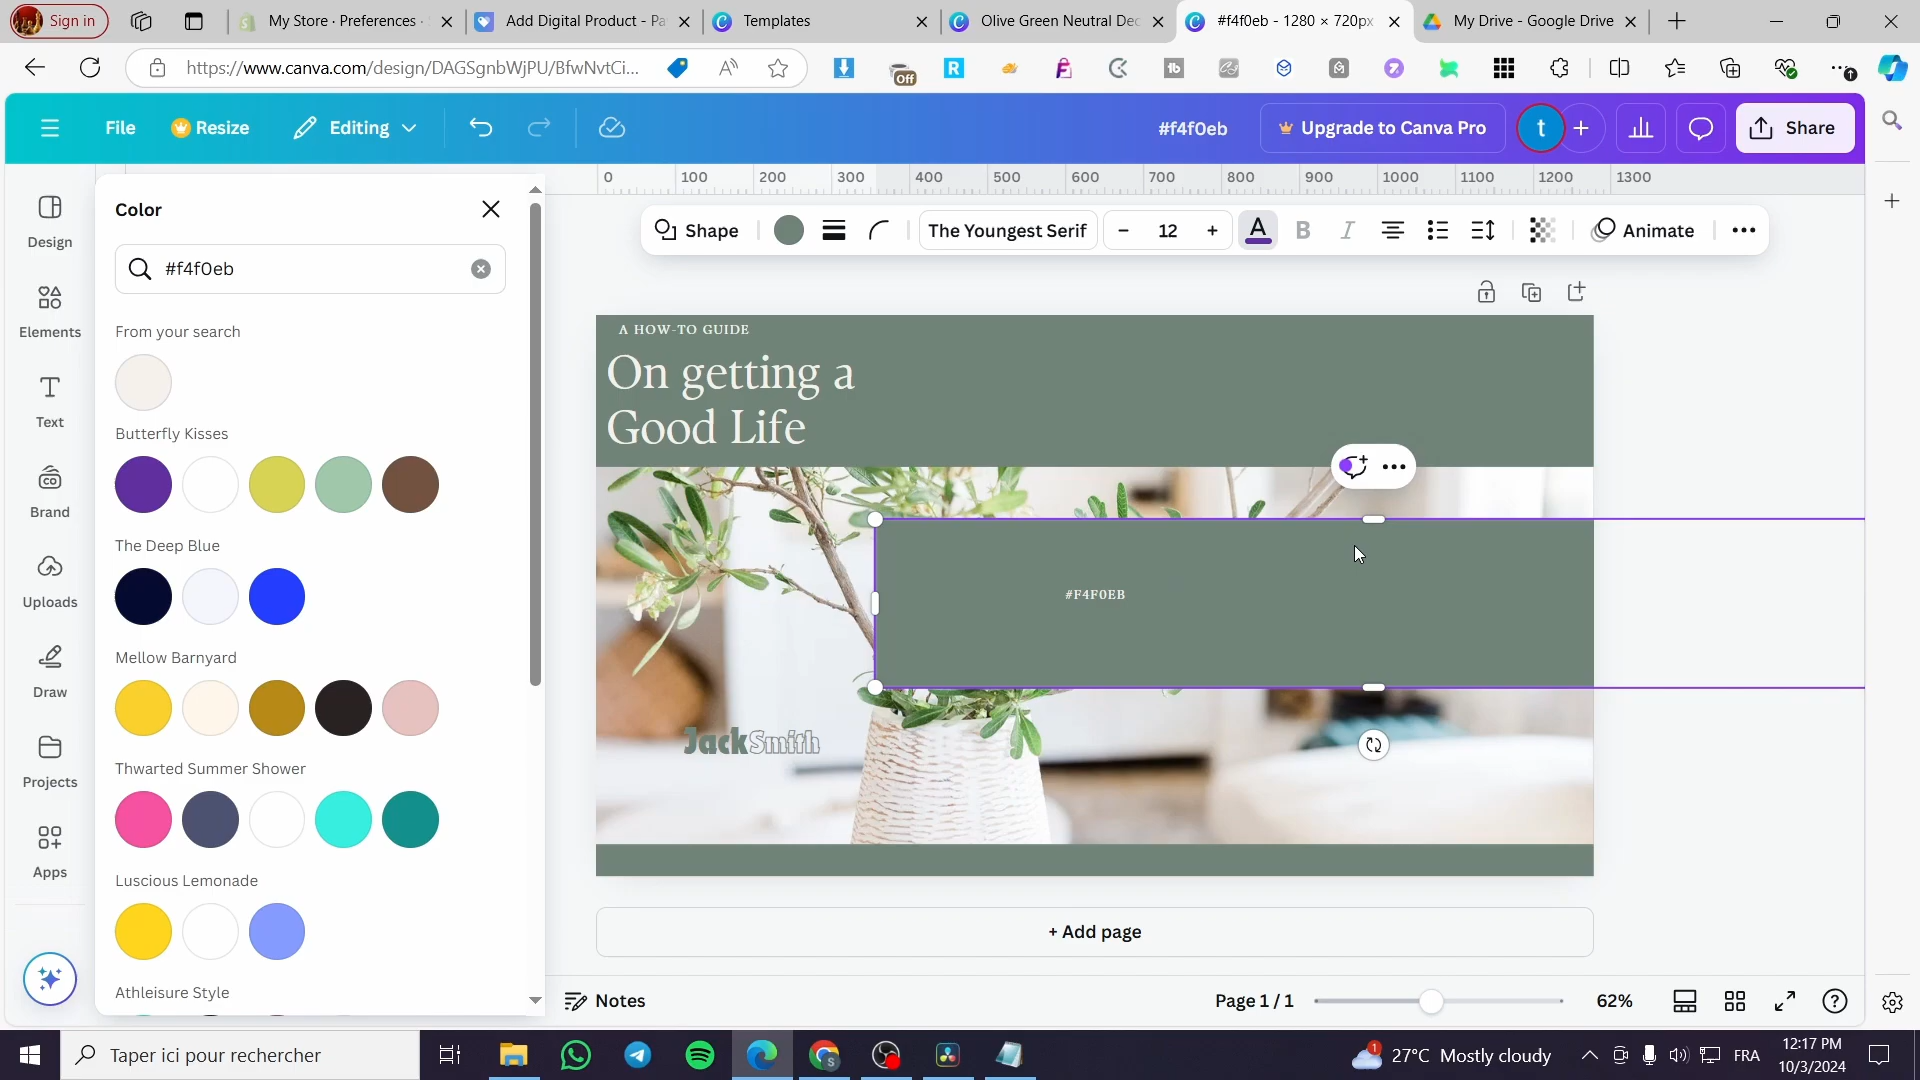 Sign in
My Store · Preferences ·
Add Digital Product - Pa
Templates
Olive Green Neutral Dec
#f4f0eb - 1280 × 720px
My Drive - Google Drive
https://www.canva.com/design/DAGSgnbWjPU/BfwNvtCi...
Off
File
Resize
Editing
#f4f0eb
Upgrade to Canva Pro
t
Share
0 100 200 300 400 500 600 700 800 900 1000 1100 1200 1300
Design
Elements
Text
Brand
Uploads
Draw
Projects
Apps
Color
#f4f0eb
From your search
Butterfly Kisses
The Deep Blue
Mellow Barnyard
Thwarted Summer Shower
Luscious Lemonade
Athleisure Style
Shape
The Youngest Serif
12
A
B
I
Animate
A HOW-TO GUIDE
On getting a
Good Life
#F4F0EB
JackSmith
+ Add page
Notes
Page 1 / 1
62%
Taper ici pour rechercher
1
27°C Mostly cloudy
FRA
12:17 PM
10/3/2024